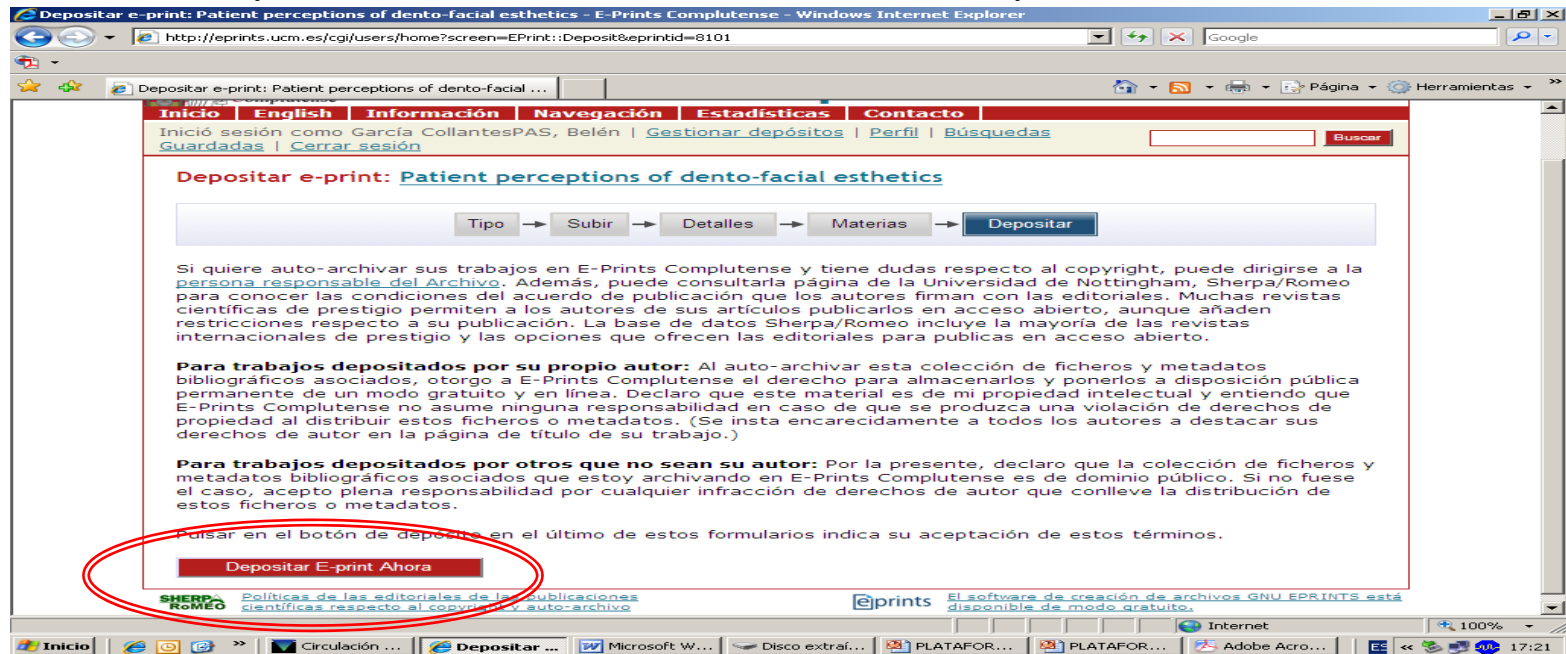 Depositar e-print: Patient perceptions of dento-facial esthetics - E-Prints Complutense - Windows Internet Explorer
http://eprints.ucm.es/cgi/users/home?screen=EPrint::Deposit&eprintid=8101
Google
Depositar e-print: Patient perceptions of dento-facial ...
Página
Herramientas
Complutense
Inicio English Información Navegación Estadísticas Contacto
Inició sesión como García CollantesPAS, Belén | Gestionar depósitos | Perfil | Búsquedas
Guardadas | Cerrar sesión
Buscar
Depositar e-print: Patient perceptions of dento-facial esthetics
Tipo Subir Detalles Materias Depositar
Si quiere auto-archivar sus trabajos en E-Prints Complutense y tiene dudas respecto al copyright, puede dirigirse a la
persona responsable del Archivo. Además, puede consultarla página de la Universidad de Nottingham, Sherpa/Romeo
para conocer las condiciones del acuerdo de publicación que los autores firman con las editoriales. Muchas revistas
científicas de prestigio permiten a los autores de sus artículos publicarlos en acceso abierto, aunque añaden
restricciones respecto a su publicación. La base de datos Sherpa/Romeo incluye la mayoría de las revistas
internacionales de prestigio y las opciones que ofrecen las editoriales para publicas en acceso abierto.
Para trabajos depositados por su propio autor: Al auto-archivar esta colección de ficheros y metadatos
bibliográficos asociados, otorgo a E-Prints Complutense el derecho para almacenarlos y ponerlos a disposición pública
permanente de un modo gratuito y en línea. Declaro que este material es de mi propiedad intelectual y entiendo que
E-Prints Complutense no asume ninguna responsabilidad en caso de que se produzca una violación de derechos de
propiedad al distribuir estos ficheros o metadatos. (Se insta encarecidamente a todos los autores a destacar sus
derechos de autor en la página de título de su trabajo.)
Para trabajos depositados por otros que no sean su autor: Por la presente, declaro que la colección de ficheros y
metadatos bibliográficos asociados que estoy archivando en E-Prints Complutense es de dominio público. Si no fuese
el caso, acepto plena responsabilidad por cualquier infracción de derechos de autor que conlleve la distribución de
estos ficheros o metadatos.
Pulsar en el botón de depósito en el último de estos formularios indica su aceptación de estos términos.
Depositar E-print Ahora
SHERPA RoMEO
Políticas de las editoriales de las publicaciones
científicas respecto al copyright y auto-archivo
eprints
El software de creación de archivos GNU EPRINTS está
disponible de modo gratuito.
Internet
100%
Inicio
Circulación ...
Depositar ...
Microsoft W...
Disco extraí...
PLATAFOR...
PLATAFOR...
Adobe Acro...
ES
17:21